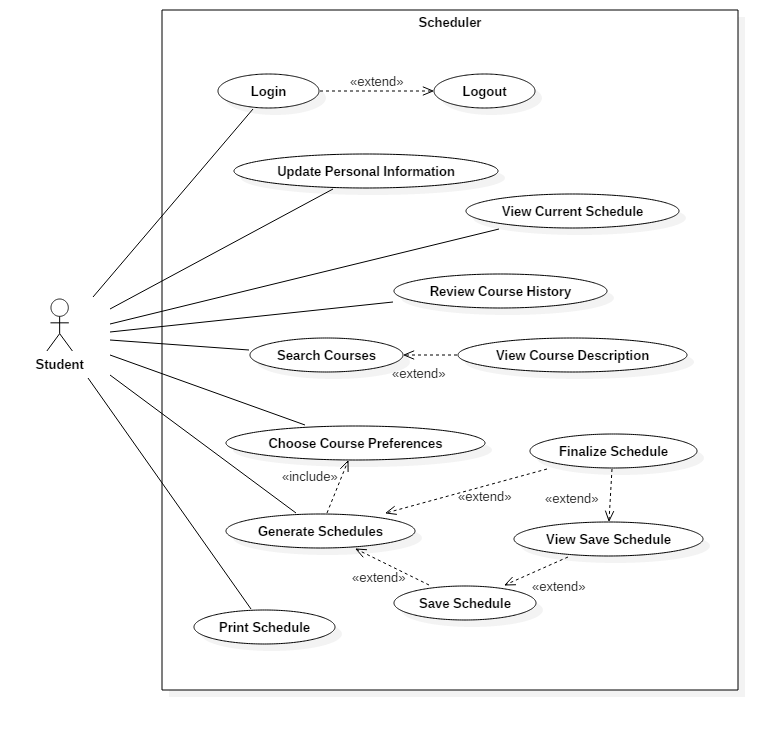 Scheduler
Login
«extend»
Logout
Update Personal Information
View Current Schedule
Review Course History
Student
Search Courses
«extend»
View Course Description
Choose Course Preferences
Finalize Schedule
«include»
«extend»
«extend»
Generate Schedules
View Save Schedule
«extend»
«extend»
Save Schedule
Print Schedule